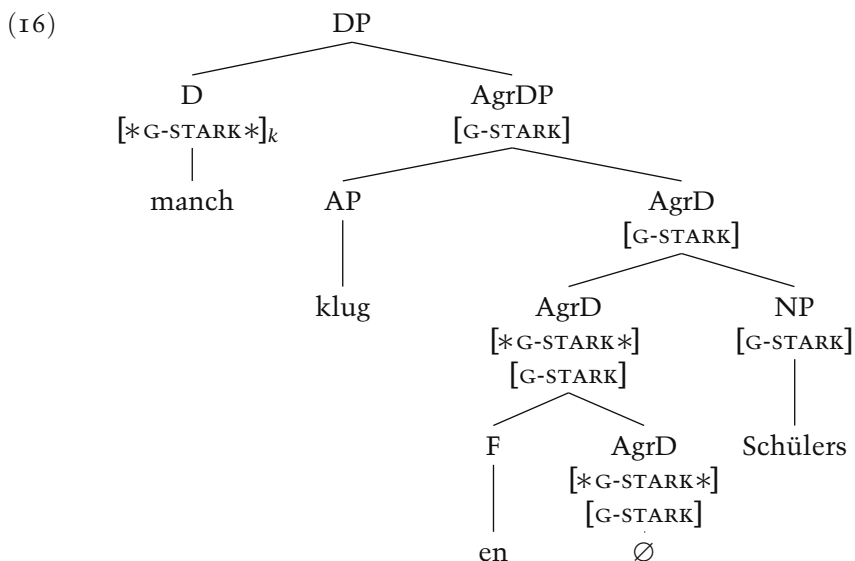 (16) DP
D AgrDP
[∗G-STARK∗]k [G-STARK]
manch AP AgrD
[G-STARK]
klug AgrD NP
[∗G-STARK∗] [G-STARK]
[G-STARK]
F AgrD Schülers
[∗G-STARK∗]
[G-STARK]
en ∅